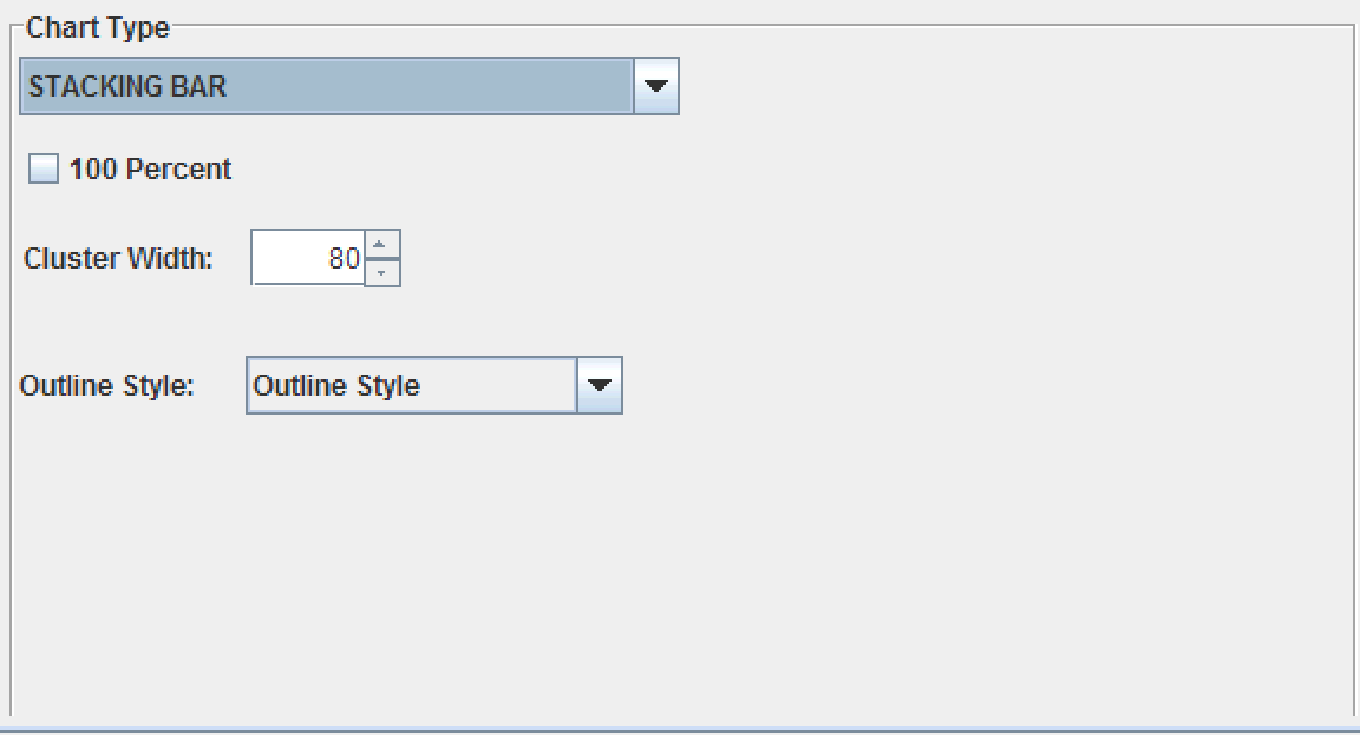 Chart Type
STACKING BAR
100 Percent
Cluster Width: 80
Outline Style: Outline Style